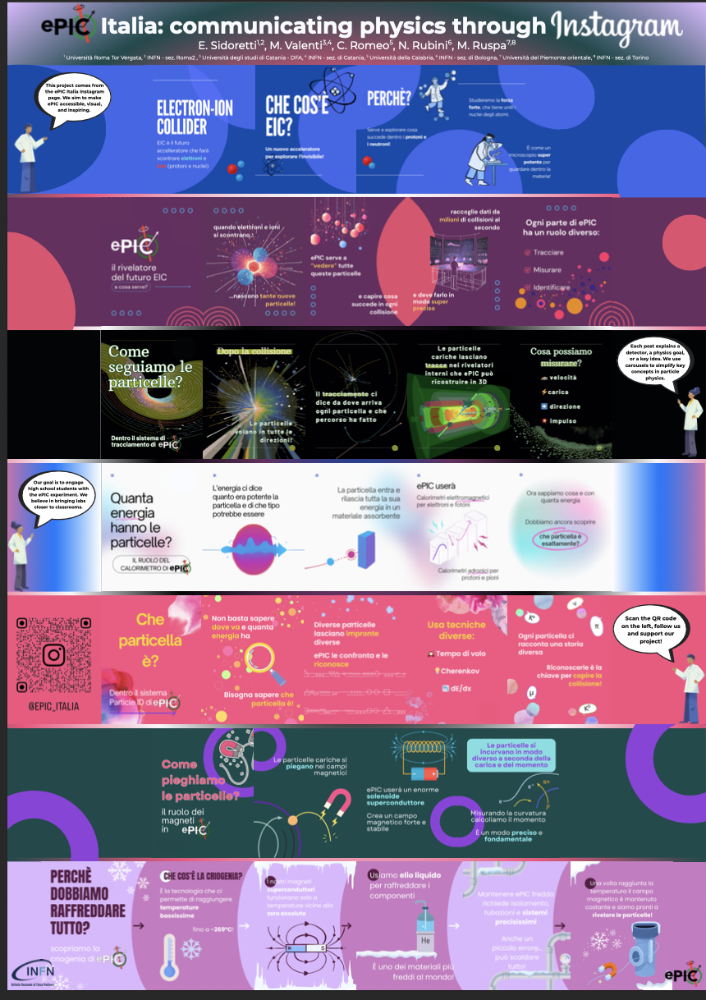 ePIC Italia: communicating physics through Instagram
E. Sidoretti1,2, M. Valenti3,4, C. Romeo5, N. Rubini6, M. Ruspa7,8
1 Università Roma Tor Vergata, 2 INFN - sez. Roma2 , 3 Università degli studi di Catania - DFA, 4 INFN - sez. di Catania, 5 Università della Calabria, 6 INFN - sez. di Bologna, 7 Università del Piemonte orientale, 8 INFN - sez. di Torino
This project comes from
the ePIC Italia Instagram
page. We aim to make
ePIC accessible, visual,
and inspiring.
ELECTRON-ION
COLLIDER
EIC è il futuro
acceleratore che farà
scontrare elettroni e
ioni (protoni e nuclei)
CHE COS'È
EIC?
Un nuovo acceleratore
per esplorare l'invisibile!
PERCHÈ?
Serve a esplorare cosa
succede dentro i protoni e
i neutroni!
Studieremo la forza
forte, che tiene uniti i
nuclei degli atomi.
È come un
microscopio super
potente per
guardare dentro la
materia!
ePIC
il rivelatore
del futuro EIC
a cosa serve?
quando elettroni e ioni
si scontrano...
...nascono tante nuove
particelle!
ePIC serve a
"vedere" tutte
queste particelle
e capire cosa
succede in ogni
collisione
raccoglie dati da
milioni di collisioni al
secondo
e deve farlo in
modo super
preciso
Ogni parte di ePIC
ha un ruolo diverso:
Tracciare
Misurare
Identificare
Come
seguiamo le
particelle?
Dentro il sistema di
tracciamento di ePIC
Dopo la collisione
Le particelle
volano in tutte le
direzioni!
il tracciamento ci
dice da dove arriva
ogni particella e che
percorso ha fatto
Le particelle
cariche lasciano
tracce nei rivelatori
interni che ePIC può
ricostruire in 3D
Cosa possiamo
misurare?
velocità
carica
direzione
impulso
Each post explains a
detector, a physics goal,
or a key idea. We use
carousels to simplify key
concepts in particle
physics.
Our goal is to engage
high school students with
the ePIC experiment. We
believe in bringing labs
closer to classrooms.
Quanta
energia
hanno le
particelle?
IL RUOLO DEL
CALORIMETRO DI ePIC
L'energia ci dice
quanto era potente la
particella e di che tipo
potrebbe essere
La particella entra e
rilascia tutta la sua
energia in un
materiale assorbente
ePIC userà
Calorimetri elettromagnetici
per elettroni e fotoni
Calorimetri adronici per
protoni e pioni
Ora sappiamo cosa e con
quanta energia
Dobbiamo ancora scoprire
che particella è
esattamente?
@EPIC_ITALIA
Che
particella
è?
Dentro il sistema
Particle ID di ePIC
Non basta sapere
dove va e quanta
energia ha
Bisogna sapere che
particella è!
Diverse particelle
lasciano impronte
diverse
ePIC le confronta e le
riconosce
Usa tecniche
diverse:
Tempo di volo
Cherenkov
dE/dx
K⁺
π
Ogni particella ci
racconta una storia
diversa
Riconoscerle è la
chiave per capire la
collisione!
μ
K⁰
Scan the QR code
on the left, follow us
and support our
project!
Come
pieghiamo
le particelle?
il ruolo dei
magneti
in ePIC
Le particelle cariche si
piegano nei campi
magnetici
ePIC userà un enorme
solenoide
superconduttore
Crea un campo
magnetico forte e
stabile
Le particelle si
incurvano in modo
diverso a seconda della
carica e del momento
Misurando la curvatura
calcoliamo il momento
È un modo preciso e
fondamentale
PERCHÈ
DOBBIAMO
RAFFREDDARE
TUTTO?
scopriamo la
criogenia di ePIC
INFN
Istituto Nazionale di Fisica Nucleare
CHE COS'È LA CRIOGENIA?
È la tecnologia che ci
permette di raggiungere
temperature
bassissime
fino a -269°C!
I nostri magneti
superconduttori
funzionano solo a
temperature vicine allo
zero assoluto
N S
Usiamo elio liquido
per raffreddare i
componenti
He
È uno dei materiali più
freddi al mondo!
Mantenere ePIC freddo
richiede isolamento,
tubazioni e sistemi
precisissimi
Anche un
piccolo errore...
può scaldare
tutto!
Una volta raggiunta la
temperatura il campo
magnetico è mantenuto
costante e siamo pronti a
rivelare le particelle!
ePIC